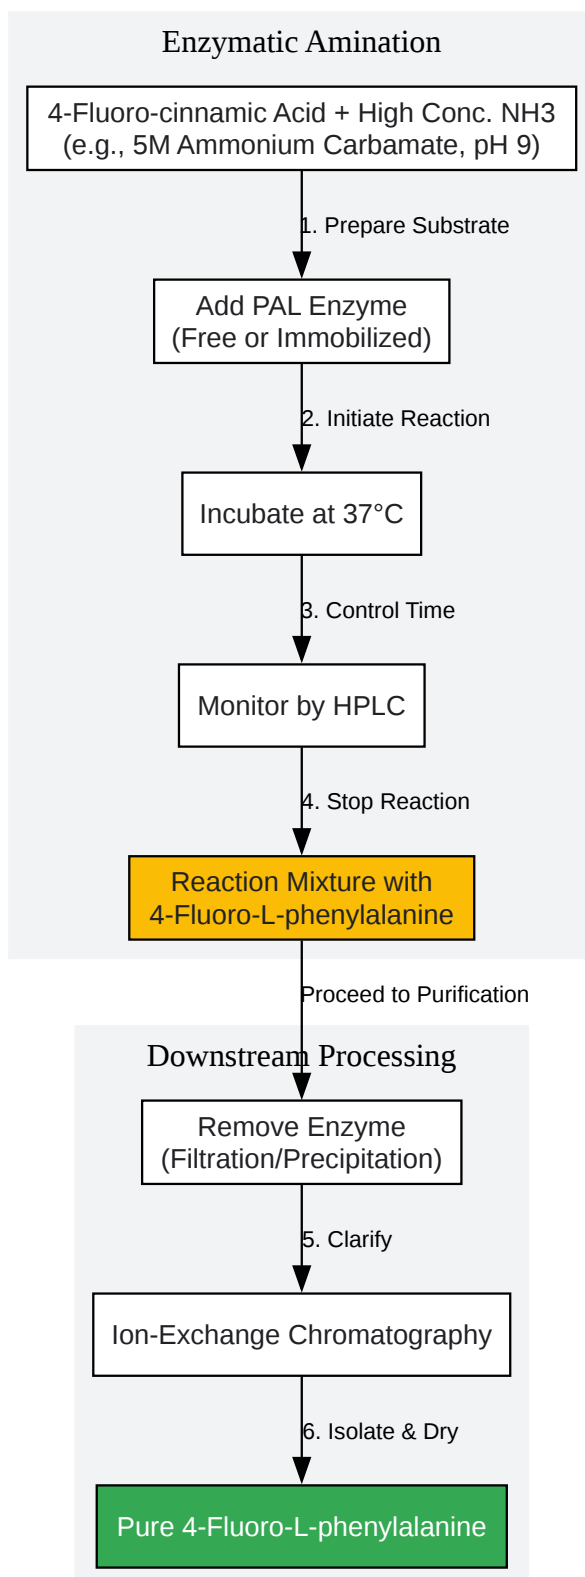 Enzymatic Amination
4-Fluoro-cinnamic Acid + High Conc. NH3
(e.g., 5M Ammonium Carbamate, pH 9)
1. Prepare Substrate
Add PAL Enzyme
(Free or Immobilized)
2. Initiate Reaction
Incubate at 37°C
3. Control Time
Monitor by HPLC
4. Stop Reaction
Reaction Mixture with
4-Fluoro-L-phenylalanine
Proceed to Purification
Downstream Processing
Remove Enzyme
(Filtration/Precipitation)
5. Clarify
Ion-Exchange Chromatography
6. Isolate & Dry
Pure 4-Fluoro-L-phenylalanine